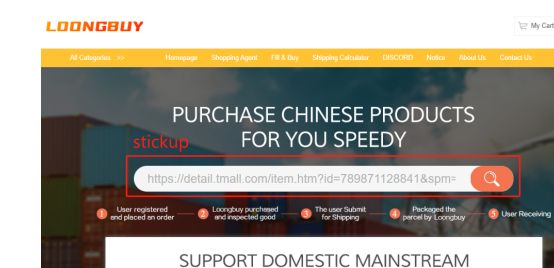 LOONGBUY
My Cart
All Categories >> Homepage Shopping Agent Fill & Buy Shipping Calculator DISCORD Notice About Us Contact Us
PURCHASE CHINESE PRODUCTS
stickup FOR YOU SPEEDY
https://detail.tmall.com/item.htm?id=789871128841&spm=
1 User registered and placed an order
2 Loongbuy purchased and inspected good
3 The user Submit for Shipping
4 Packaged the parcel by Loongbuy
5 User Receiving
SUPPORT DOMESTIC MAINSTREAM